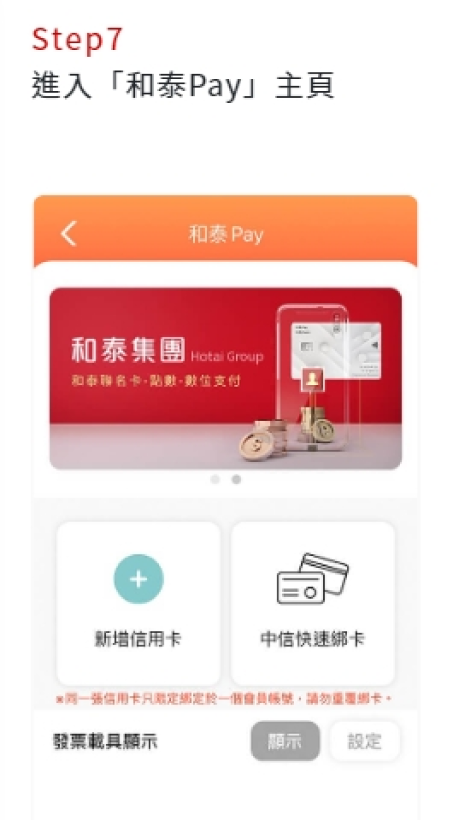 Step7
進入「和泰Pay」主頁
和泰 Pay
和泰集團 Hotai Group
和泰聯名卡·點數·數位支付
新增信用卡
中信快速綁卡
※同一張信用卡只限定綁定於一個會員帳號，請勿重覆綁卡。
發票載具顯示
顯示
設定